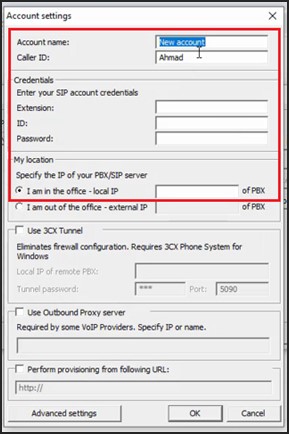 Account settings
Account name: New account
Caller ID: Ahmad
Credentials
Enter your SIP account credentials
Extension:
ID:
Password:
My location
Specify the IP of your PBX/SIP server
I am in the office - local IP of PBX
I am out of the office - external IP of PBX
Use 3CX Tunnel
Eliminates firewall configuration. Requires 3CX Phone System for
Windows
Local IP of remote PBX:
Tunnel password: *** Port: 5090
Use Outbound Proxy server
Required by some VoIP Providers. Specify IP or name.
Perform provisioning from following URL:
http://
Advanced settings OK Cancel